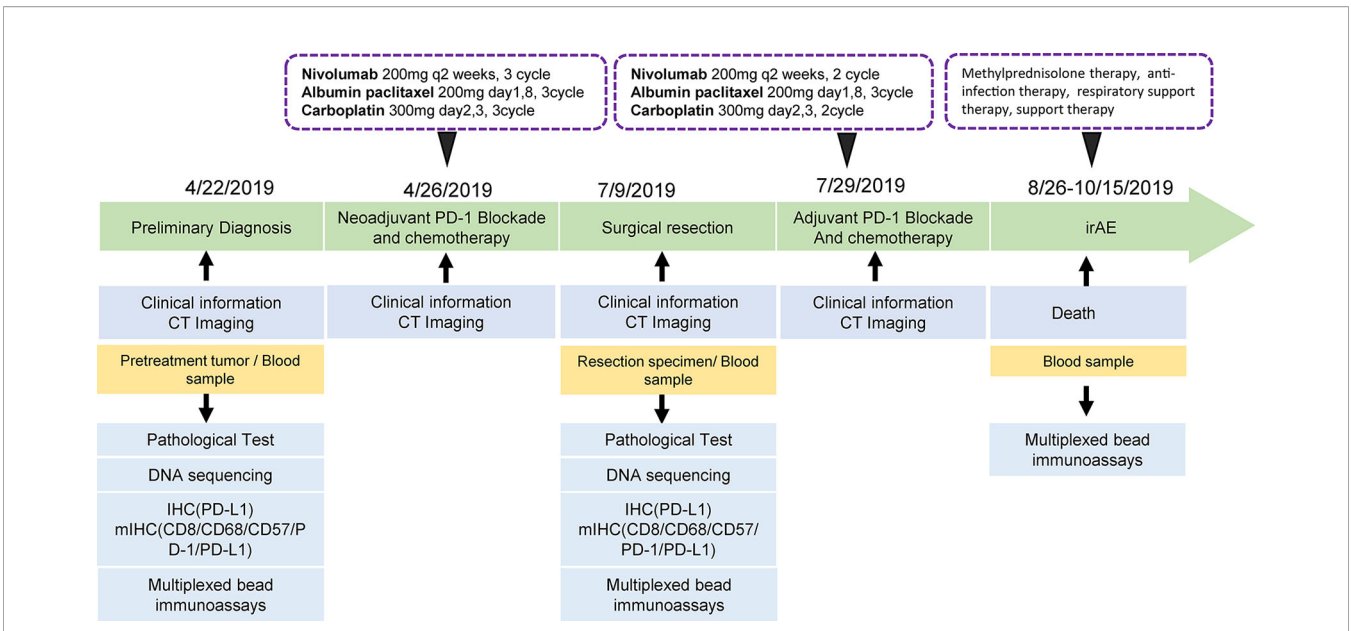 Nivolumab 200mg q2 weeks, 3 cycle
Albumin paclitaxel 200mg day1,8, 3cycle
Carboplatin 300mg day2,3, 3cycle
Nivolumab 200mg q2 weeks, 2 cycle
Albumin paclitaxel 200mg day1,8, 3cycle
Carboplatin 300mg day2,3, 2cycle
Methylprednisolone therapy, anti-
infection therapy, respiratory support
therapy, support therapy
4/22/2019
4/26/2019
7/9/2019
7/29/2019
8/26-10/15/2019
Preliminary Diagnosis
Neoadjuvant PD-1 Blockade
and chemotherapy
Surgical resection
Adjuvant PD-1 Blockade
And chemotherapy
irAE
Clinical information
CT Imaging
Clinical information
CT Imaging
Clinical information
CT Imaging
Clinical information
CT Imaging
Death
Pretreatment tumor / Blood
sample
Resection specimen/ Blood
sample
Blood sample
Pathological Test
DNA sequencing
IHC(PD-L1)
mIHC(CD8/CD68/CD57/P
D-1/PD-L1)
Multiplexed bead
immunoassays
Pathological Test
DNA sequencing
IHC(PD-L1)
mIHC(CD8/CD68/CD57/
PD-1/PD-L1)
Multiplexed bead
immunoassays
Multiplexed bead
immunoassays